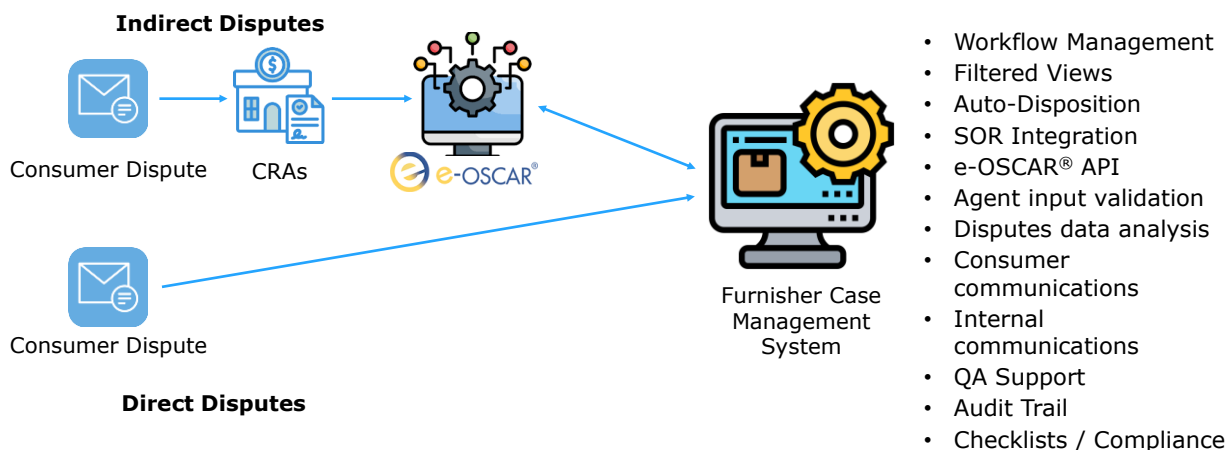 Indirect Disputes
Consumer Dispute
CRAs
e-OSCAR®
Consumer Dispute
Direct Disputes
Furnisher Case
Management
System
• Workflow Management
• Filtered Views
• Auto-Disposition
• SOR Integration
• e-OSCAR® API
• Agent input validation
• Disputes data analysis
• Consumer
communications
• Internal
communications
• QA Support
• Audit Trail
• Checklists / Compliance